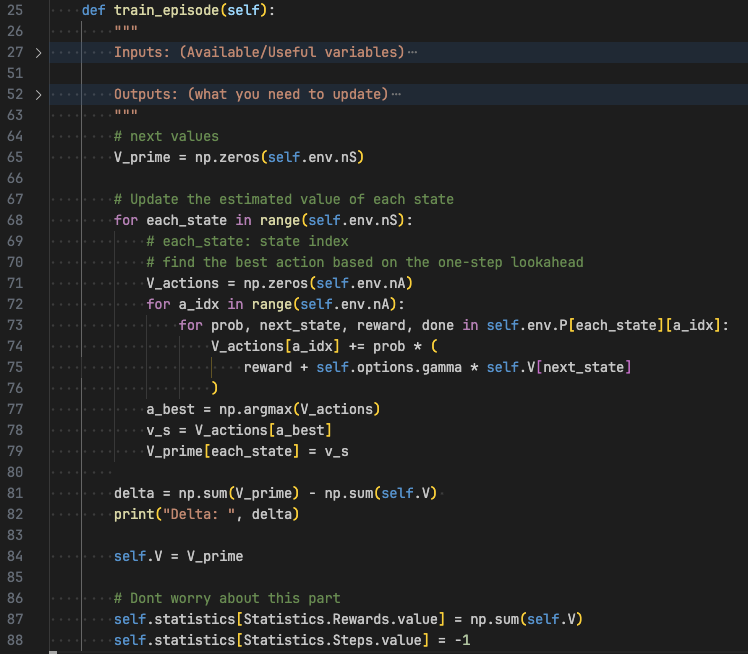 25 def train_episode(self):
26 """
27 Inputs: (Available/Useful variables)⋯
51
52 Outputs: (what you need to update)⋯
63 """
64 # next values
65 V_prime = np.zeros(self.env.nS)
66
67 # Update the estimated value of each state
68 for each_state in range(self.env.nS):
69 # each_state: state index
70 # find the best action based on the one-step lookahead
71 V_actions = np.zeros(self.env.nA)
72 for a_idx in range(self.env.nA):
73 for prob, next_state, reward, done in self.env.P[each_state][a_idx]:
74 V_actions[a_idx] += prob * (
75 reward + self.options.gamma * self.V[next_state]
76 )
77 a_best = np.argmax(V_actions)
78 v_s = V_actions[a_best]
79 V_prime[each_state] = v_s
80
81 delta = np.sum(V_prime) - np.sum(self.V)
82 print("Delta: ", delta)
83
84 self.V = V_prime
85
86 # Dont worry about this part
87 self.statistics[Statistics.Rewards.value] = np.sum(self.V)
88 self.statistics[Statistics.Steps.value] = -1